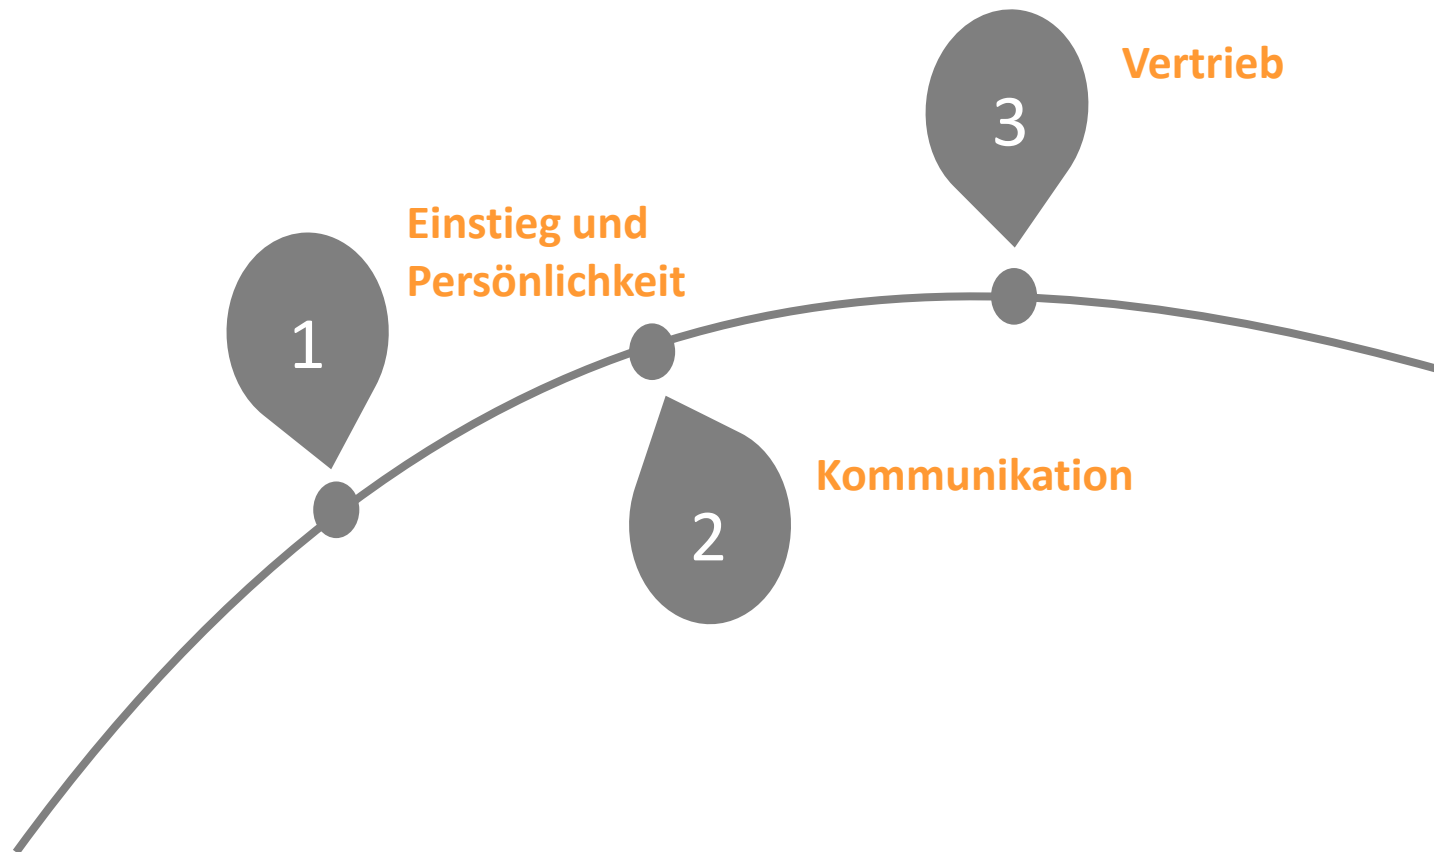 1
Einstieg und
Persönlichkeit
2
Kommunikation
3
Vertrieb